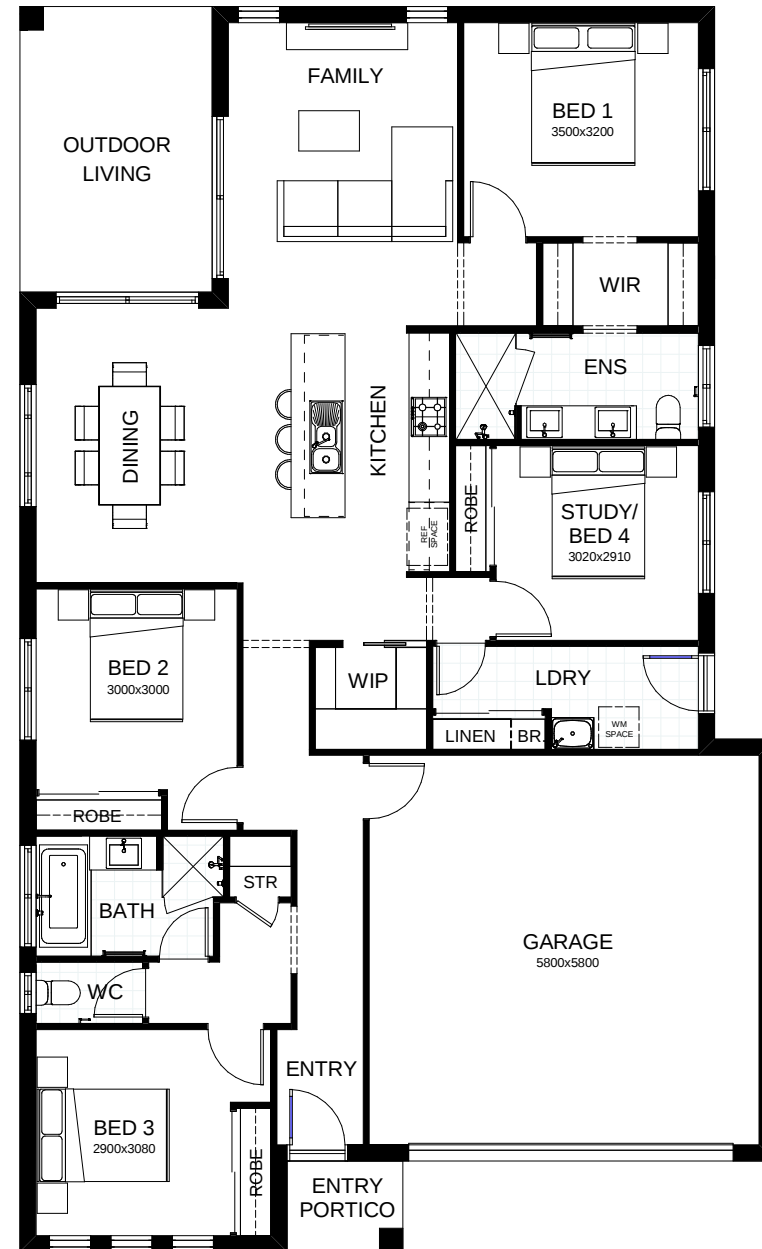 FAMILY
OUTDOOR
LIVING
BED 1
3500x3200
WIR
ENS
DINING
KITCHEN
REF
SPACE
ROBE
STUDY/
BED 4
3020x2910
BED 2
3000x3000
WIP
LDRY
WM
SPACE
LINEN
BR.
ROBE
STR
BATH
WC
GARAGE
5800x5800
ENTRY
BED 3
2900x3080
ROBE
ENTRY
PORTICO